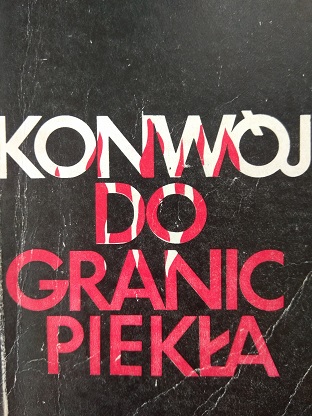 KONWÓJ
DO
GRANIC
PIEKŁA